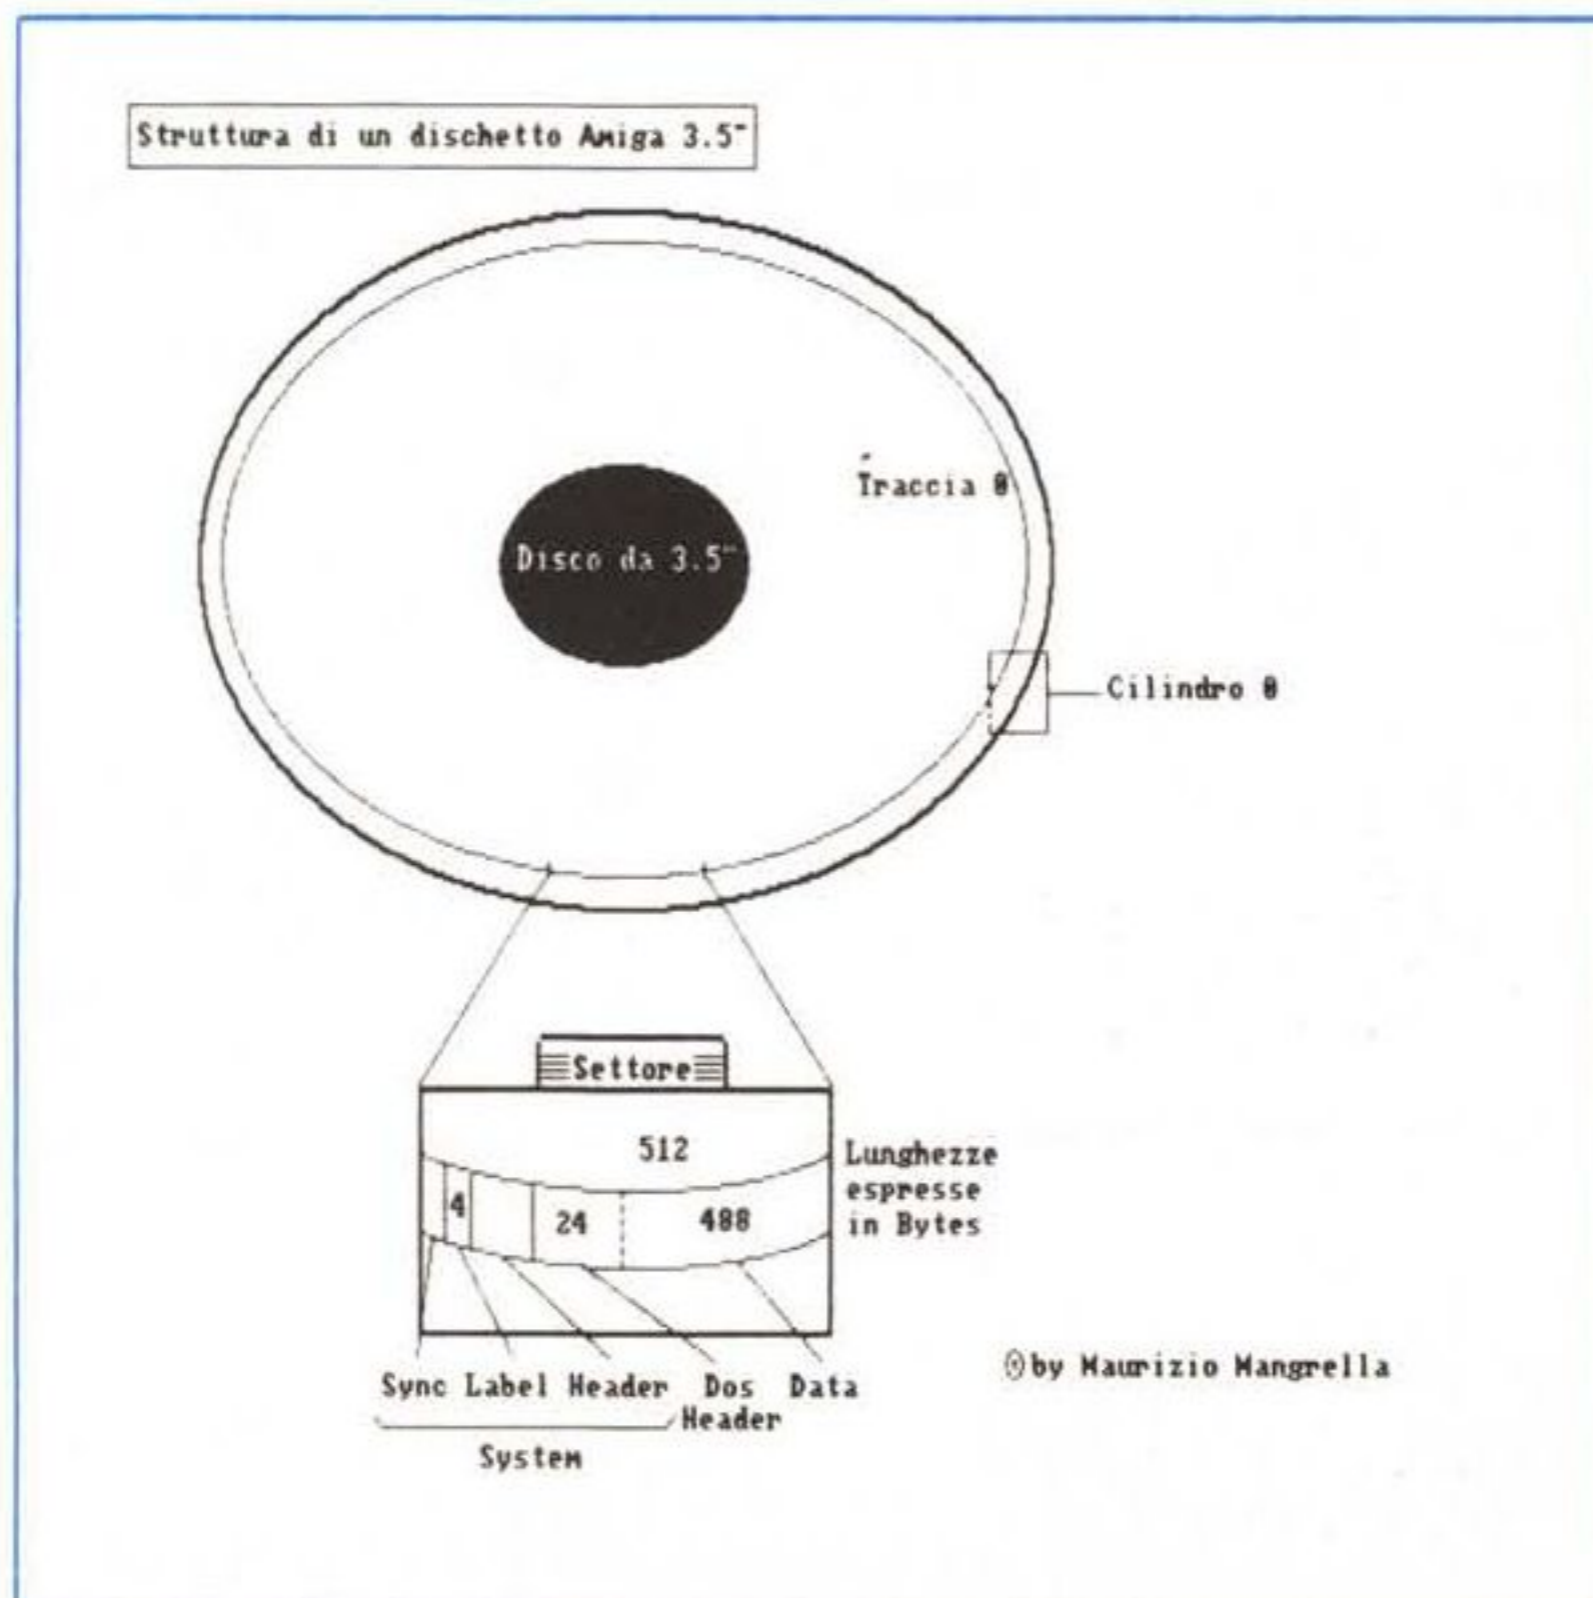 Struttura di un dischetto Amiga 3.5"
Traccia 0
Disco da 3.5"
Cilindro 0
Settore
512
Lunghezze
espresse
in Bytes
4
24
488
Sync Label Header Dos Data
Header
System
© by Maurizio Mangrella